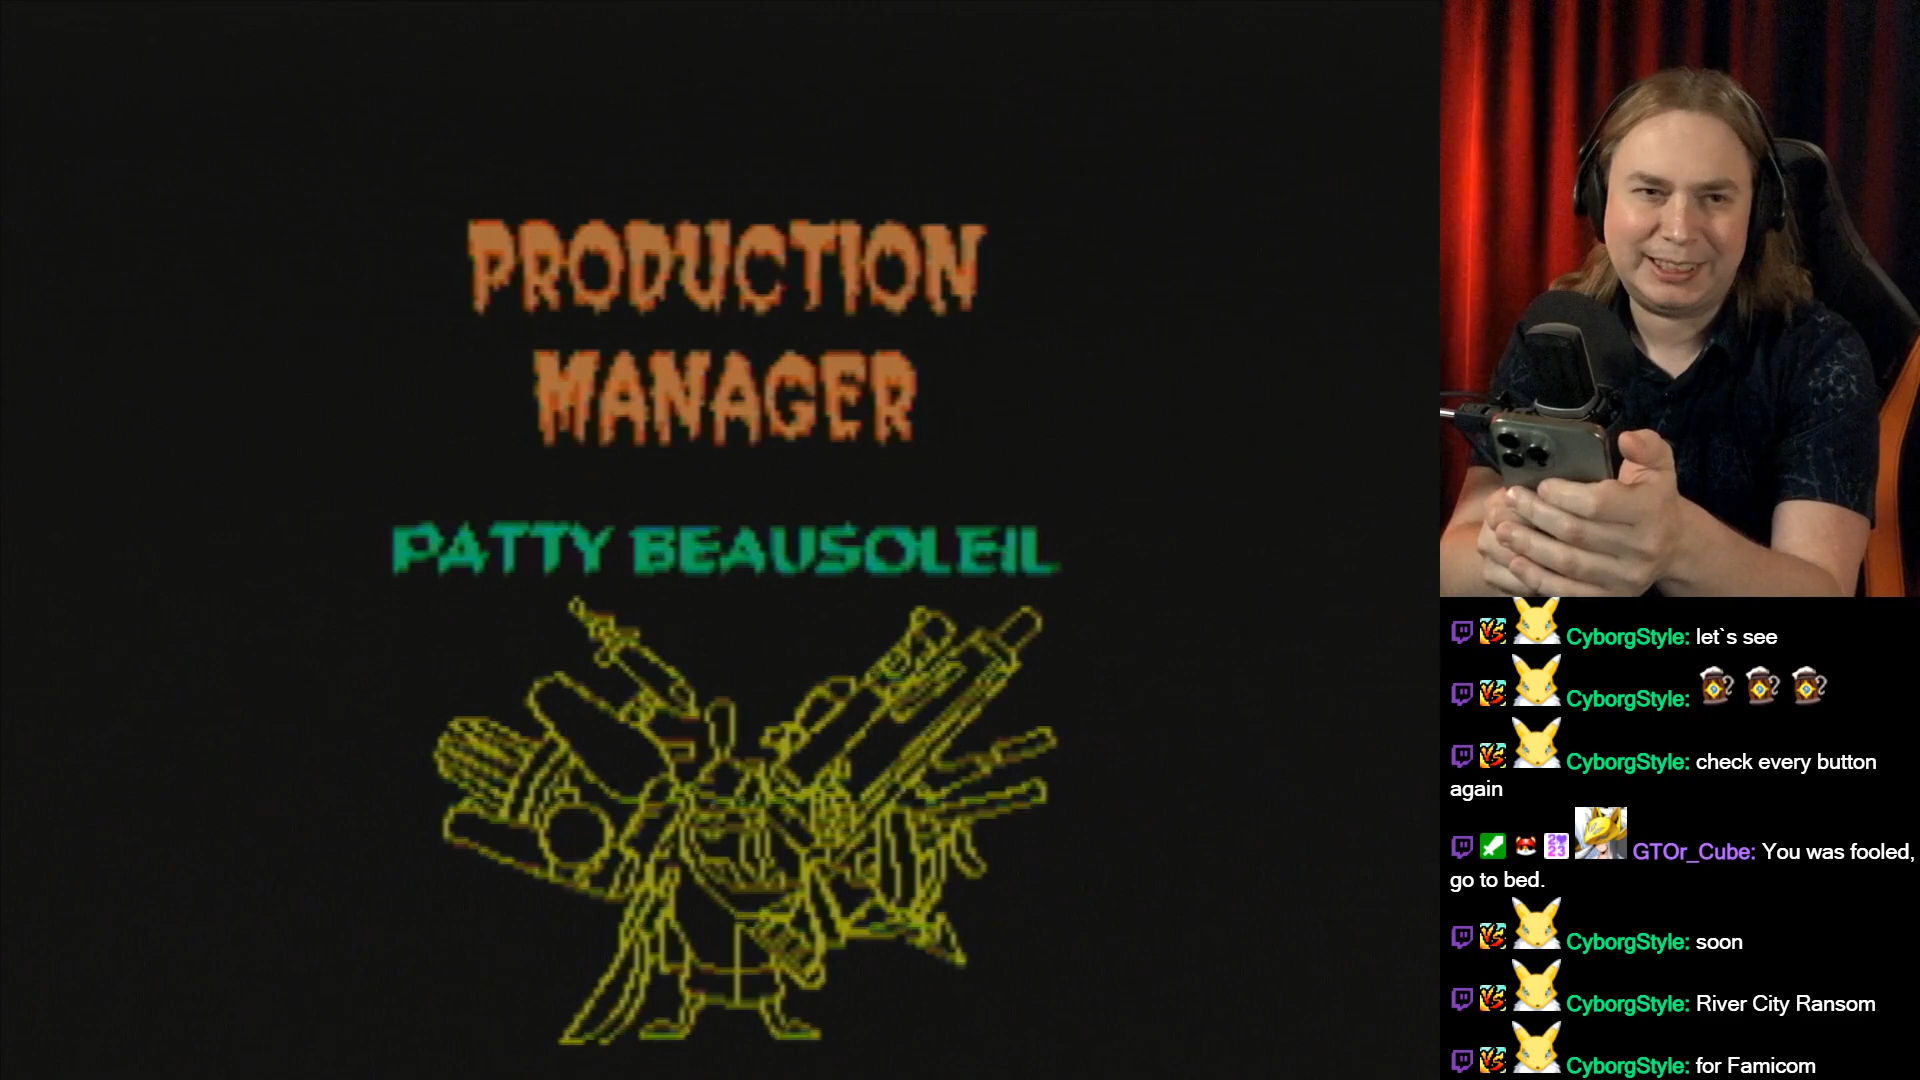 PRODUCTION
MANAGER
PATTY BEAUSOLEIL
CyborgStyle: let`s see
CyborgStyle:
CyborgStyle: check every button
again
GTOr_Cube: You was fooled,
go to bed.
CyborgStyle: soon
CyborgStyle: River City Ransom
CyborgStyle: for Famicom